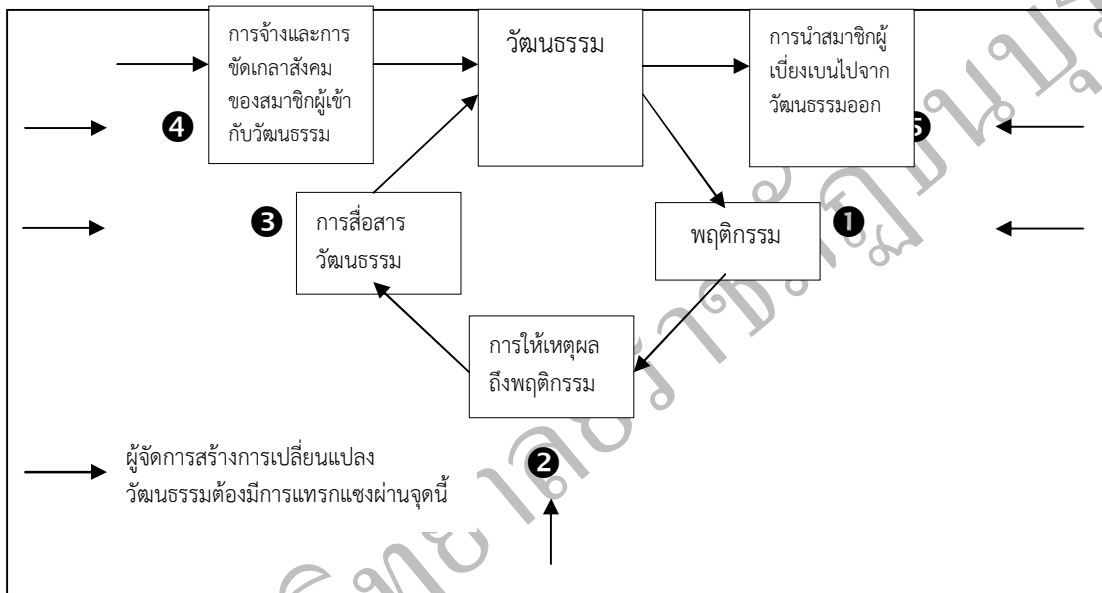 การจ้างและการ
ขัดเกลาสังคม
ของสมาชิกผู้เข้า
กับวัฒนธรรม
❹
วัฒนธรรม
การนำสมาชิกผู้
เบี่ยงเบนไปจาก
วัฒนธรรมออก
❺
❸
การสื่อสาร
วัฒนธรรม
พฤติกรรม
❶
การให้เหตุผล
ถึงพฤติกรรม
❷
ผู้จัดการสร้างการเปลี่ยนแปลง
วัฒนธรรมต้องมีการแทรกแซงผ่านจุดนี้